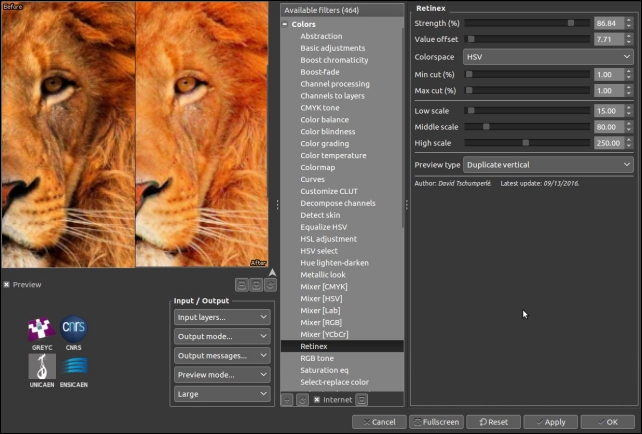 Before
After
Preview
GREYC
CNRS
cnrs
UNICAEN
ENSICAEN
Input / Output
Input layers...
Output mode...
Output messages...
Preview mode...
Large
Available filters (464)
Colors
Abstraction
Basic adjustments
Boost chromaticity
Boost-fade
Channel processing
Channels to layers
CMYK tone
Color balance
Color blindness
Color grading
Color temperature
Colormap
Curves
Customize CLUT
Decompose channels
Detect skin
Equalize HSV
HSL adjustment
HSV select
Hue lighten-darken
Metallic look
Mixer [CMYK]
Mixer [HSV]
Mixer [Lab]
Mixer [RGB]
Mixer [YCbCr]
Retinex
RGB tone
Saturation eq
Select-replace color
Internet
Retinex
Strength (%) 86.84
Value offset 7.71
Colorspace HSV
Min cut (%) 1.00
Max cut (%) 1.00
Low scale 15.00
Middle scale 80.00
High scale 250.00
Preview type Duplicate vertical
Author: David Tschumperlé. Latest update: 09/13/2016.
Cancel Fullscreen Reset Apply OK